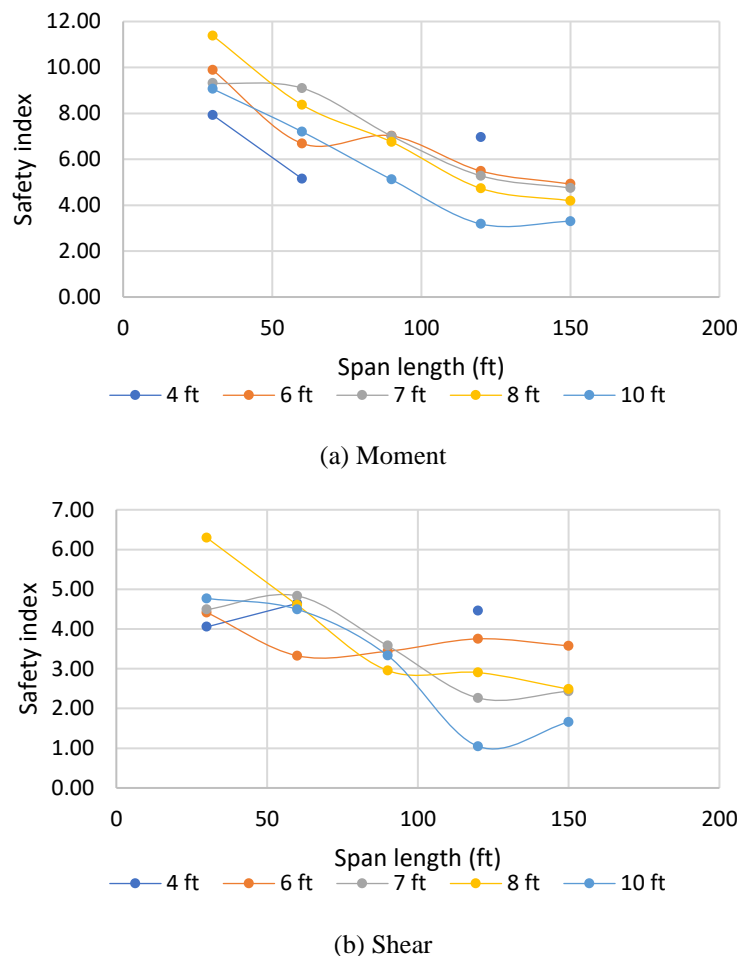 12.00
10.00
8.00
6.00
4.00
2.00
0.00
Safety index
0 50 100 150 200
Span length (ft)
4 ft 6 ft 7 ft 8 ft 10 ft
(a) Moment
7.00
6.00
5.00
4.00
3.00
2.00
1.00
0.00
Safety index
0 50 100 150 200
Span length (ft)
4 ft 6 ft 7 ft 8 ft 10 ft
(b) Shear